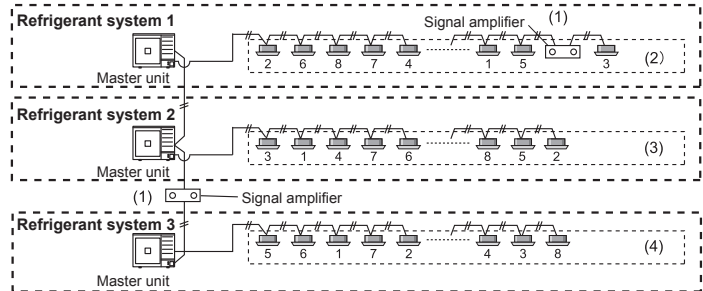 Refrigerant system 1
Signal amplifier (1)
2 6 8 7 4 1 5 3 (2)
Master unit
Refrigerant system 2
3 1 4 7 6 8 5 2 (3)
Master unit
(1) Signal amplifier
Refrigerant system 3
5 6 1 7 2 4 3 8 (4)
Master unit